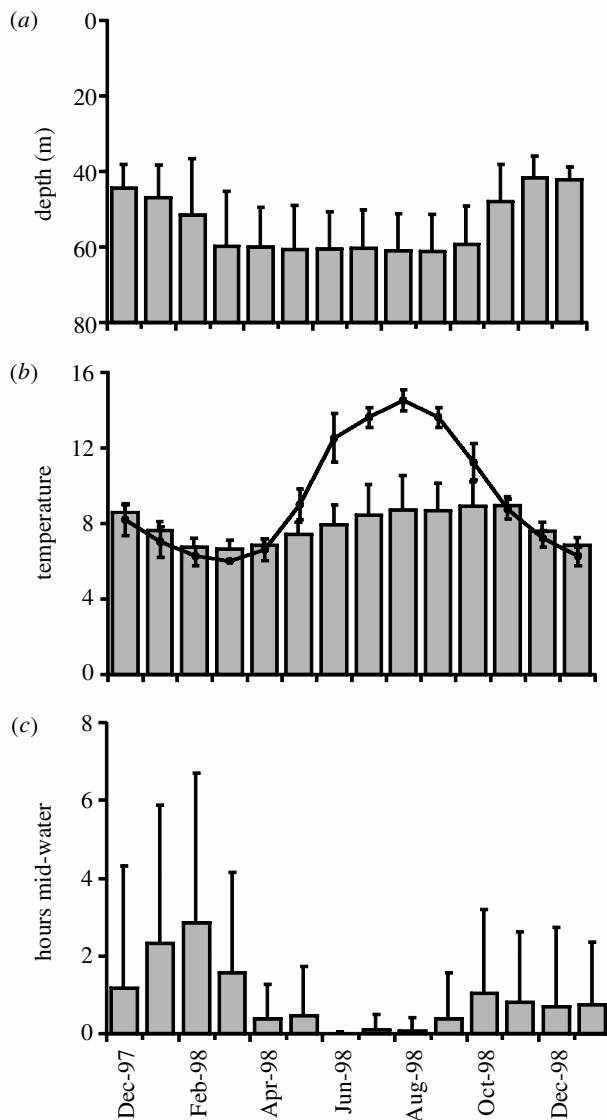 (a)
0
20
40
60
80
depth (m)
(b)
16
12
8
4
0
temperature
(c)
8
6
4
2
0
hours mid-water
Dec-97
Feb-98
Apr-98
Jun-98
Aug-98
Oct-98
Dec-98